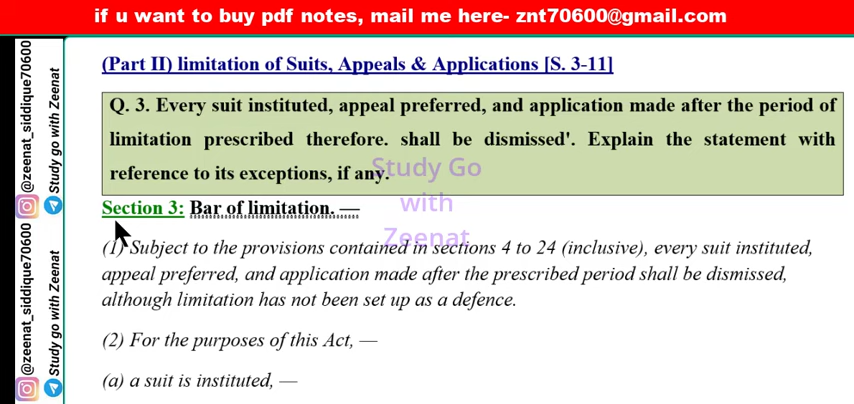 if u want to buy pdf notes, mail me here- znt70600@gmail.com
@zeenat_siddique70600
Study go with Zeenat
@zeenat_siddique70600
Study go with Zeenat
(Part II) limitation of Suits, Appeals & Applications [S. 3-11]
Q. 3. Every suit instituted, appeal preferred, and application made after the period of
limitation prescribed therefore. shall be dismissed'. Explain the statement with
reference to its exceptions, if any.
Study Go
with
Zeenat
Section 3: Bar of limitation. —
(1) Subject to the provisions contained in sections 4 to 24 (inclusive), every suit instituted,
appeal preferred, and application made after the prescribed period shall be dismissed,
although limitation has not been set up as a defence.
(2) For the purposes of this Act, —
(a) a suit is instituted, —